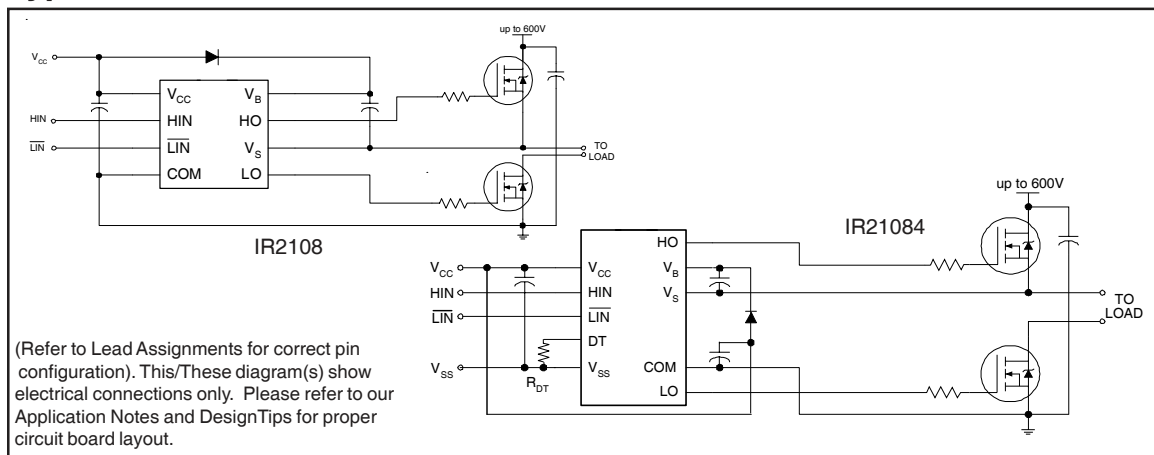 up to 600V
VCC
VCC
VB
HIN
HIN
HO
LIN
LIN
VS
TO
LOAD
COM
LO
IR2108
up to 600V
IR21084
HO
VCC
VCC
VB
HIN
HIN
VS
TO
LOAD
LIN
LIN
DT
VSS
VSS
COM
RDT
LO
(Refer to Lead Assignments for correct pin
configuration). This/These diagram(s) show
electrical connections only. Please refer to our
Application Notes and DesignTips for proper
circuit board layout.